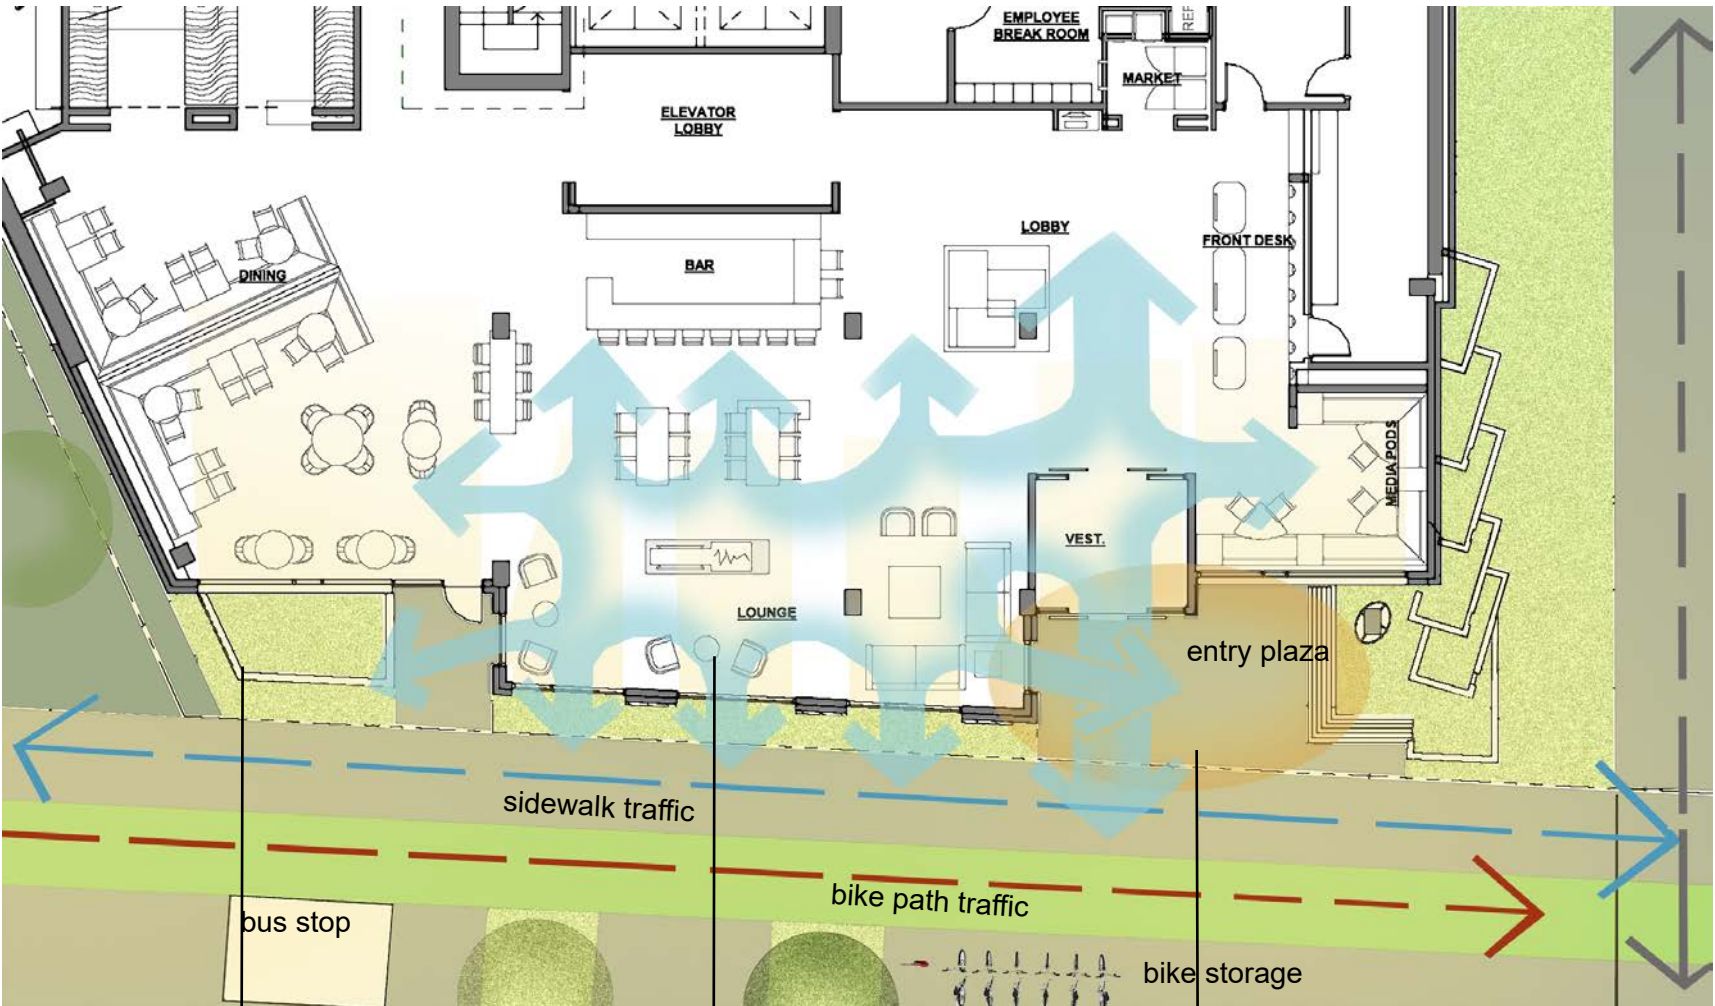 EMPLOYEE
BREAK ROOM
REF
MARKET
ELEVATOR
LOBBY
LOBBY
FRONT DESK
BAR
DINING
MEDIA PODS
VEST.
LOUNGE
entry plaza
sidewalk traffic
bike path traffic
bus stop
bike storage